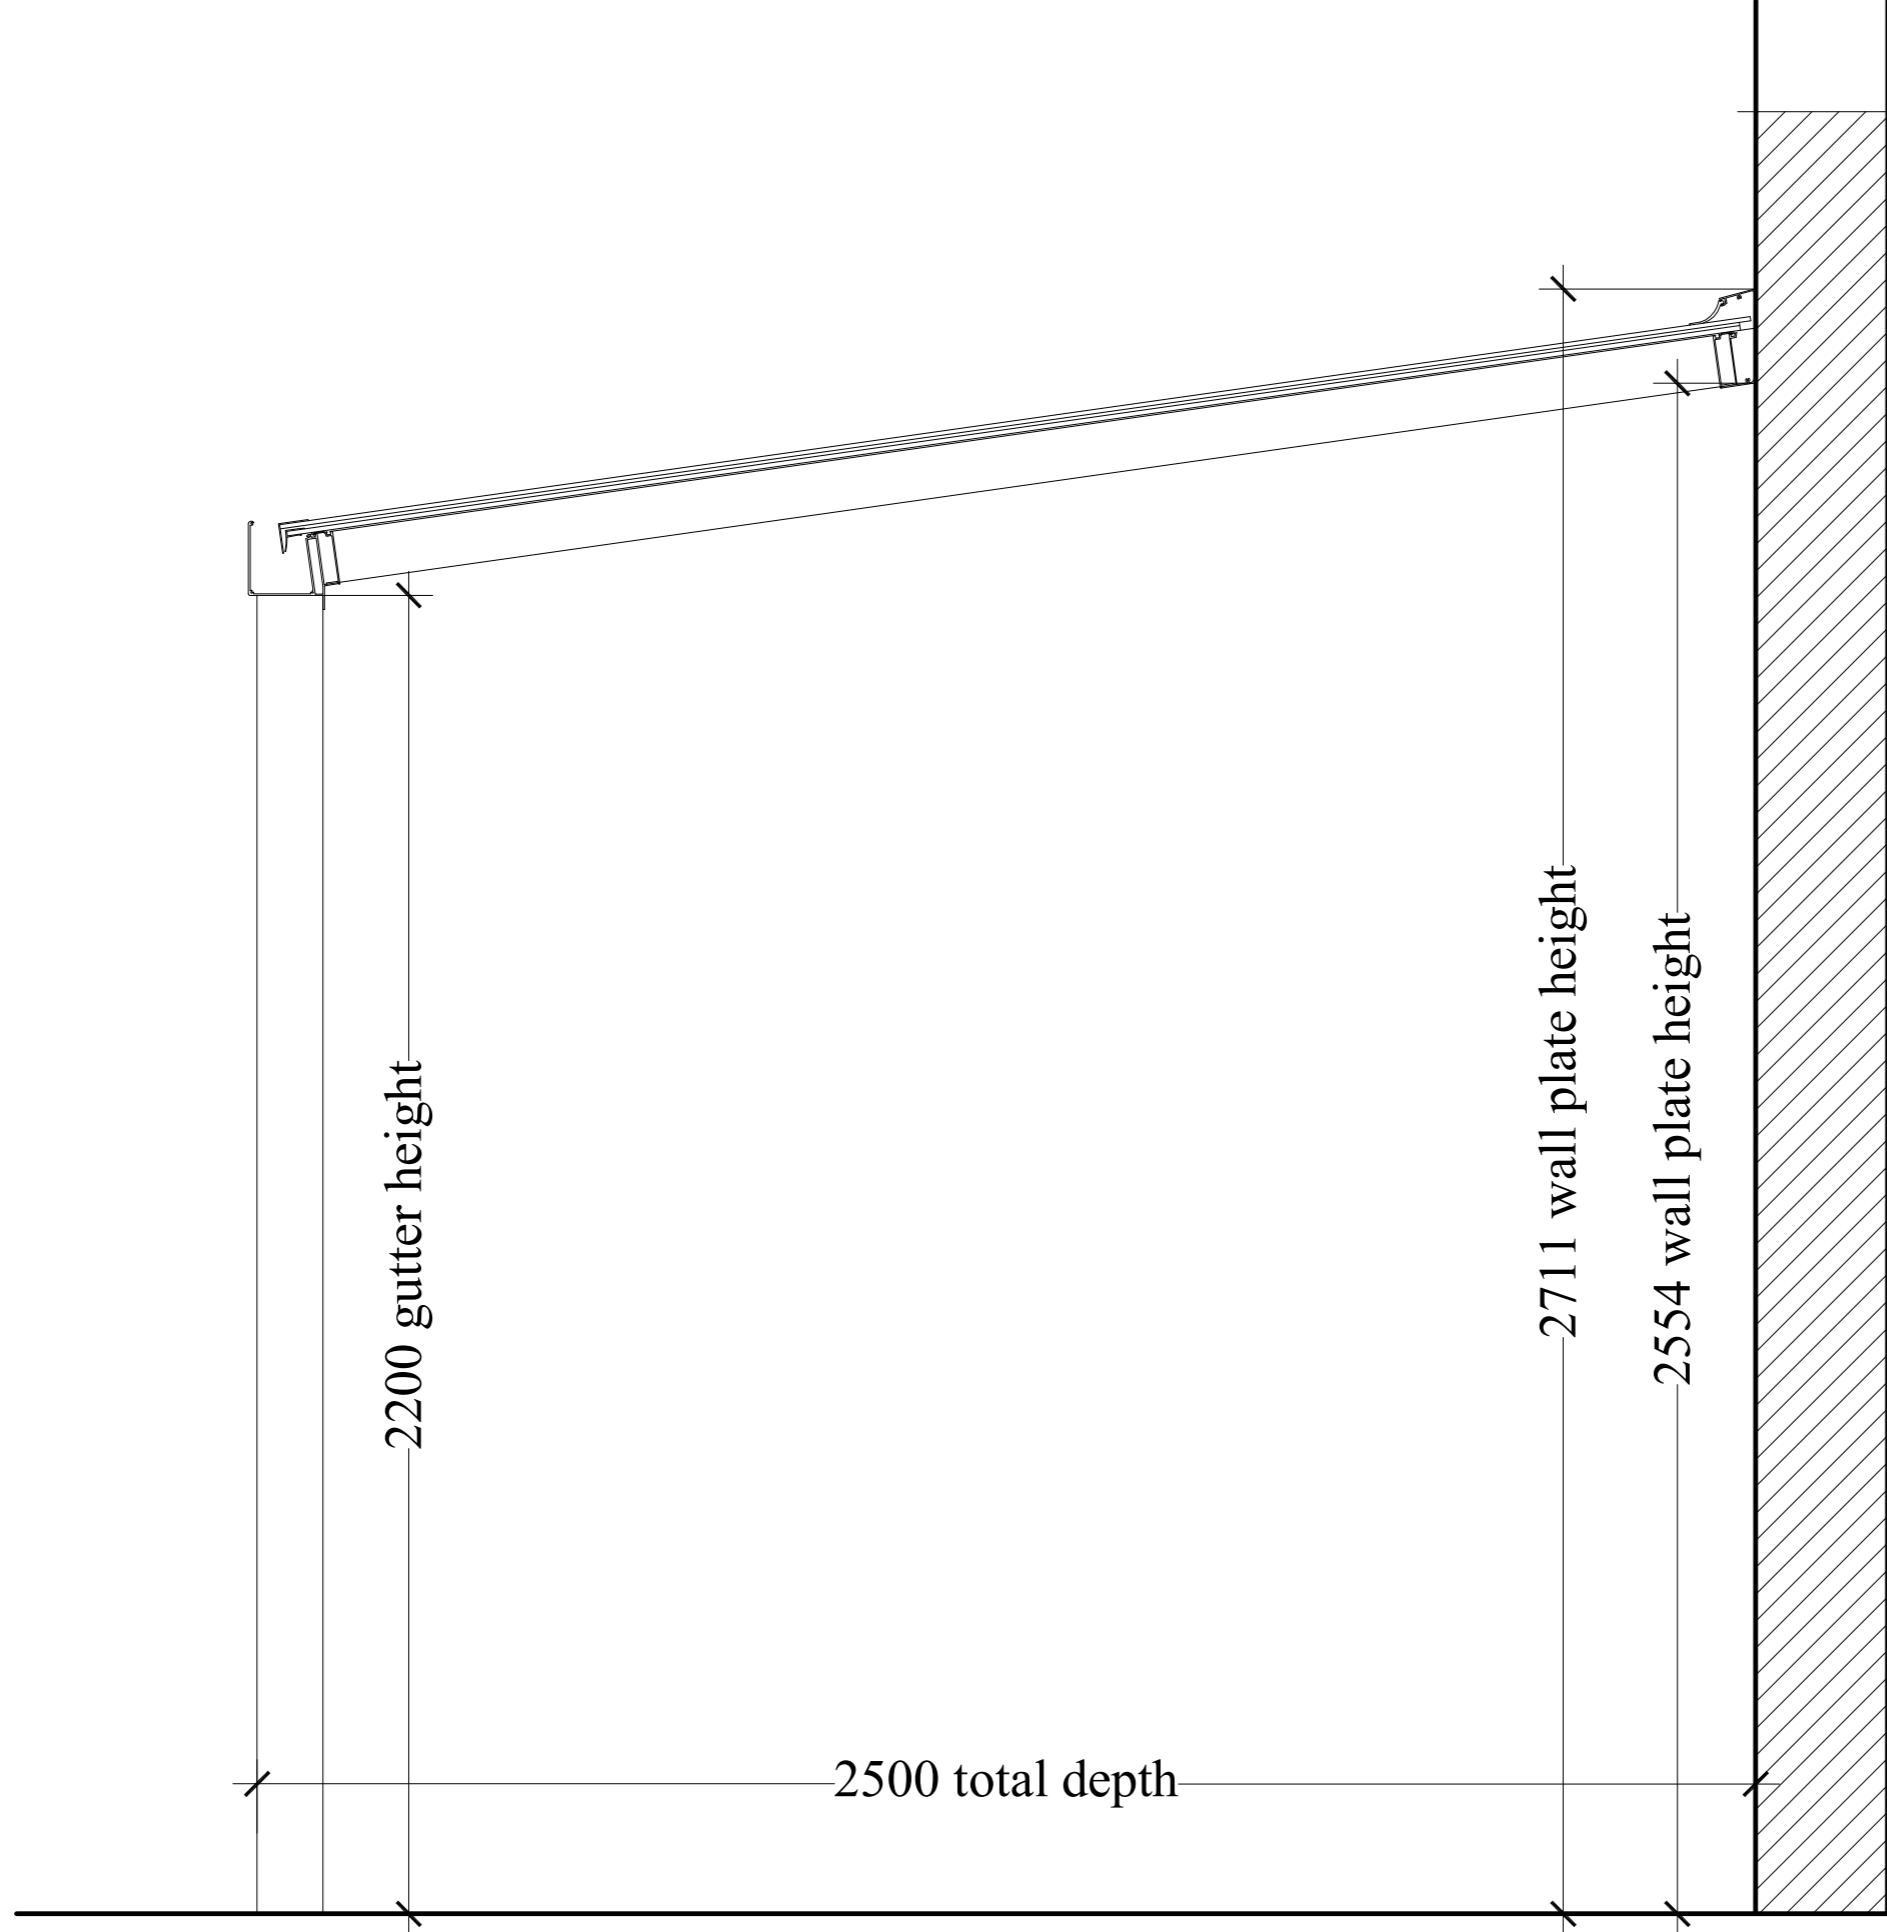 2200 gutter height
2711 wall plate height
2554 wall plate height
2500 total depth